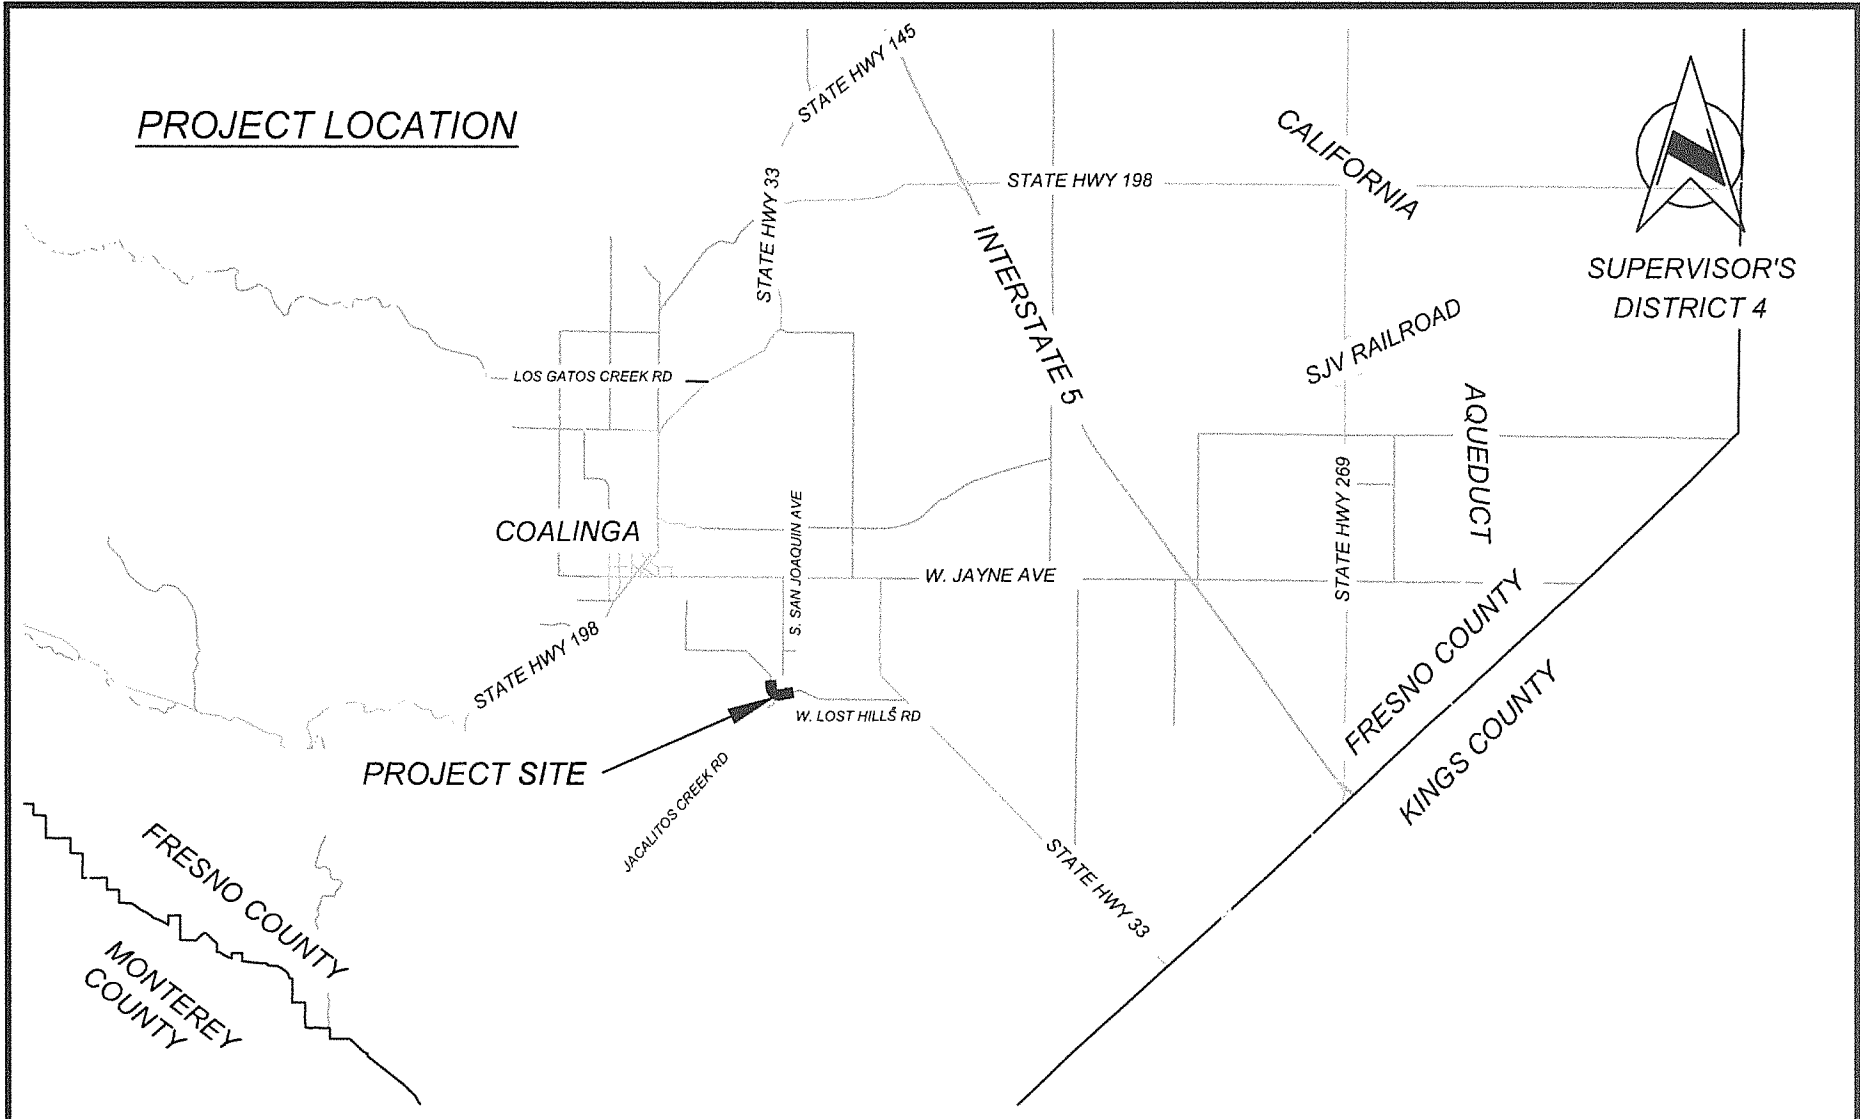 PROJECT LOCATION
STATE HWY 145
STATE HWY 33
STATE HWY 198
CALIFORNIA
INTERSTATE 5
SUPERVISOR'S
DISTRICT 4
SJV RAILROAD
LOS GATOS CREEK RD
AQUEDUCT
STATE HWY 269
COALINGA
S. SAN JOAQUIN AVE
W. JAYNE AVE
STATE HWY 198
W. LOST HILLS RD
PROJECT SITE
JACALITOS CREEK RD
FRESNO COUNTY
KINGS COUNTY
STATE HWY 33
FRESNO COUNTY
MONTEREY
COUNTY